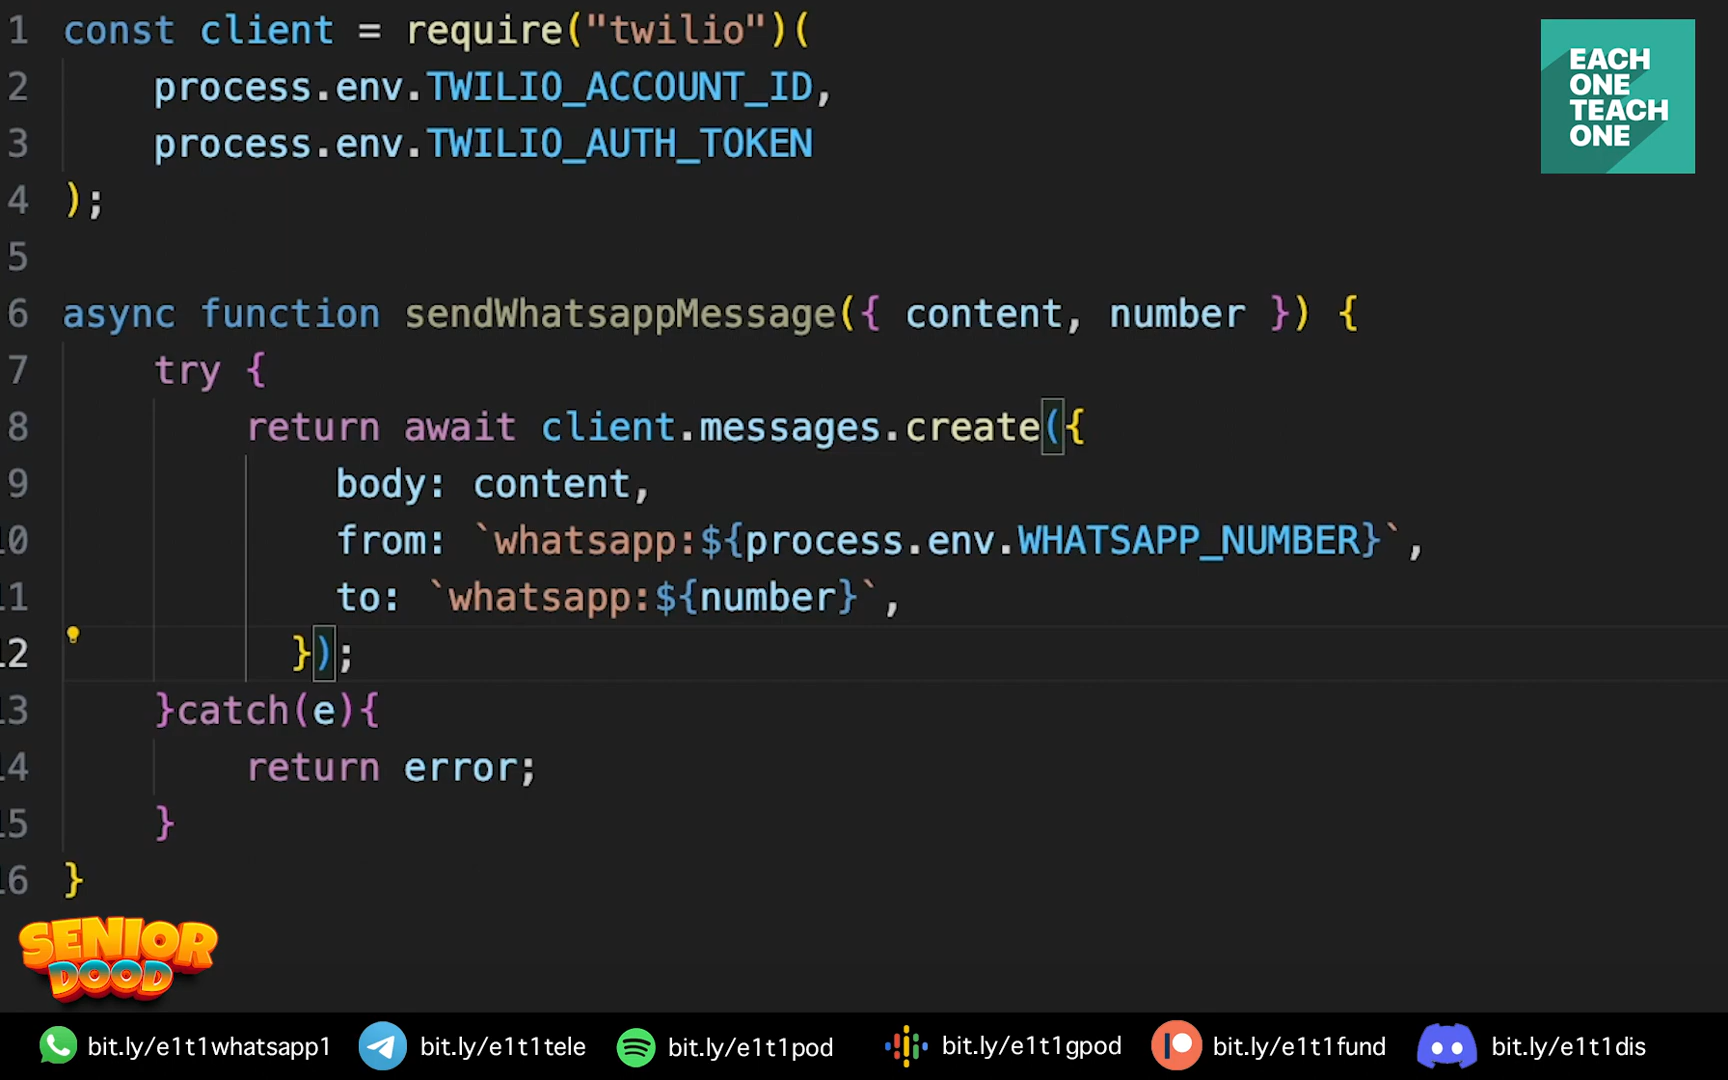 1 const client = require("twilio")(
2 process.env.TWILIO_ACCOUNT_ID,
3 process.env.TWILIO_AUTH_TOKEN
4 );
5
6 async function sendWhatsappMessage({ content, number }) {
7 try {
8 return await client.messages.create({
9 body: content,
10 from: `whatsapp:${process.env.WHATSAPP_NUMBER}`,
11 to: `whatsapp:${number}`,
12 });
13 }catch(e){
14 return error;
15 }
16 }
EACH
ONE
TEACH
ONE
SENIOR
DOOD
bit.ly/e1t1whatsapp1 bit.ly/e1t1tele bit.ly/e1t1pod bit.ly/e1t1gpod bit.ly/e1t1fund bit.ly/e1t1dis